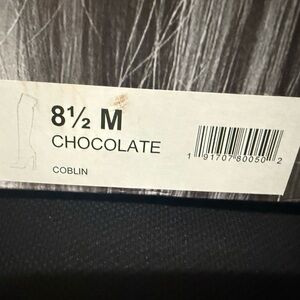 8½ M
CHOCOLATE
COBLIN
1 91707 80050 2